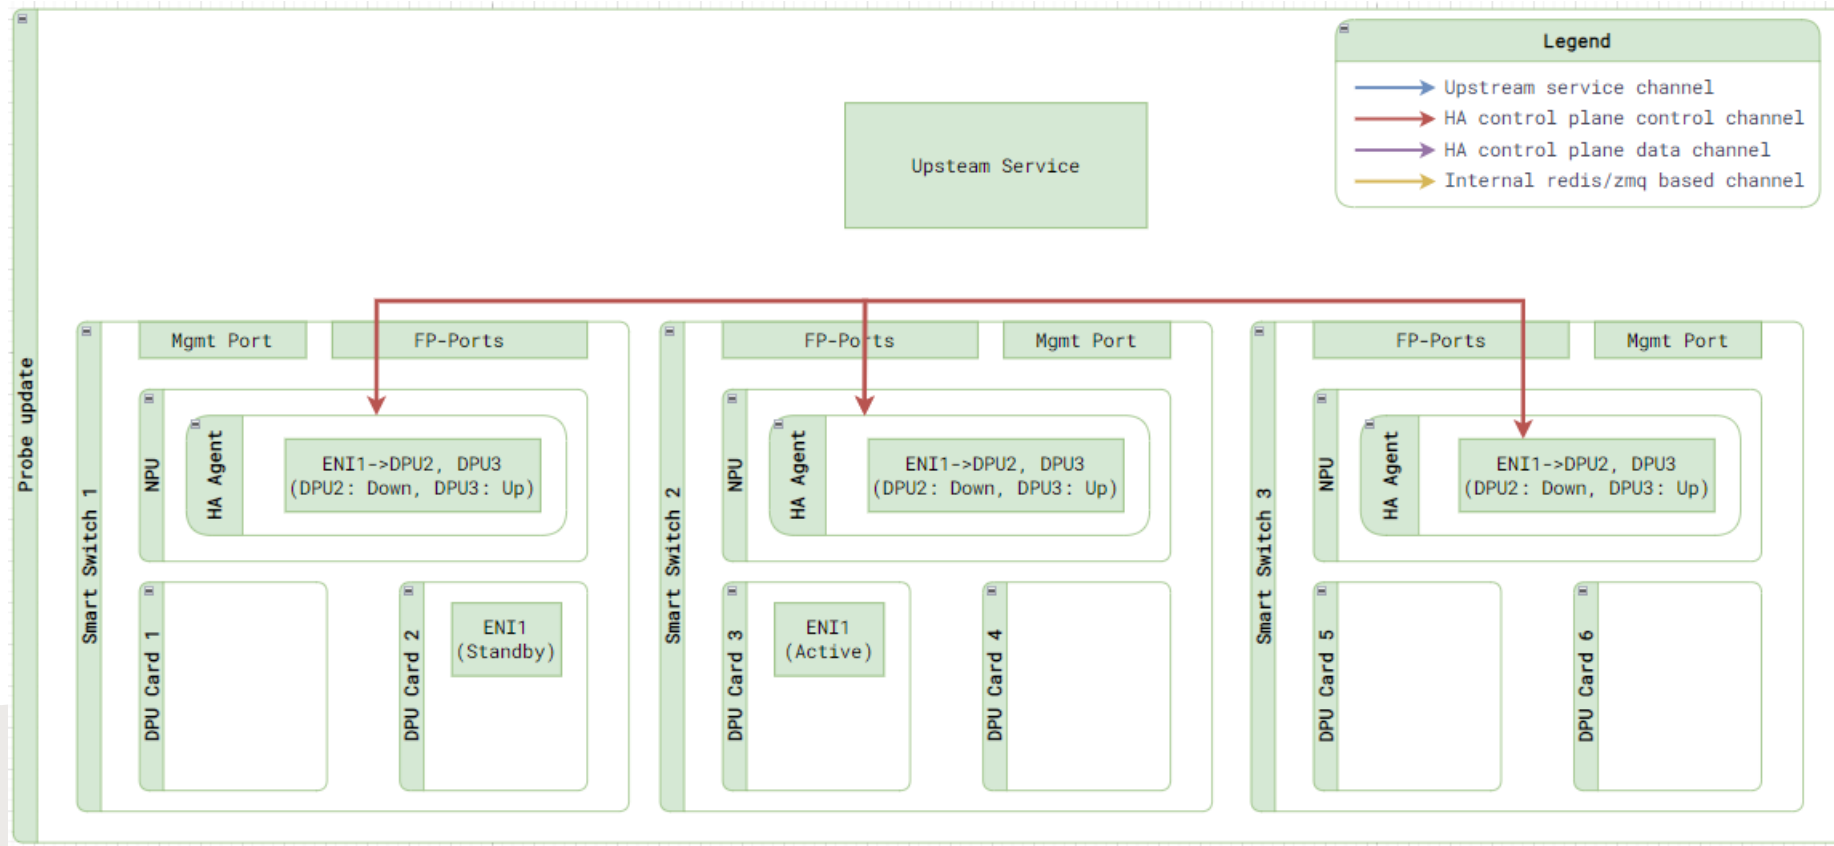 Probe update
Legend
Upstream service channel
HA control plane control channel
HA control plane data channel
Internal redis/zmq based channel
Upsteam Service
Smart Switch 1
Mgmt Port
FP-Ports
NPU
HA Agent
ENI1->DPU2, DPU3
(DPU2: Down, DPU3: Up)
DPU Card 1
DPU Card 2
ENI1
(Standby)
Smart Switch 2
FP-Ports
Mgmt Port
NPU
HA Agent
ENI1->DPU2, DPU3
(DPU2: Down, DPU3: Up)
DPU Card 3
ENI1
(Active)
DPU Card 4
Smart Switch 3
FP-Ports
Mgmt Port
NPU
HA Agent
ENI1->DPU2, DPU3
(DPU2: Down, DPU3: Up)
DPU Card 5
DPU Card 6